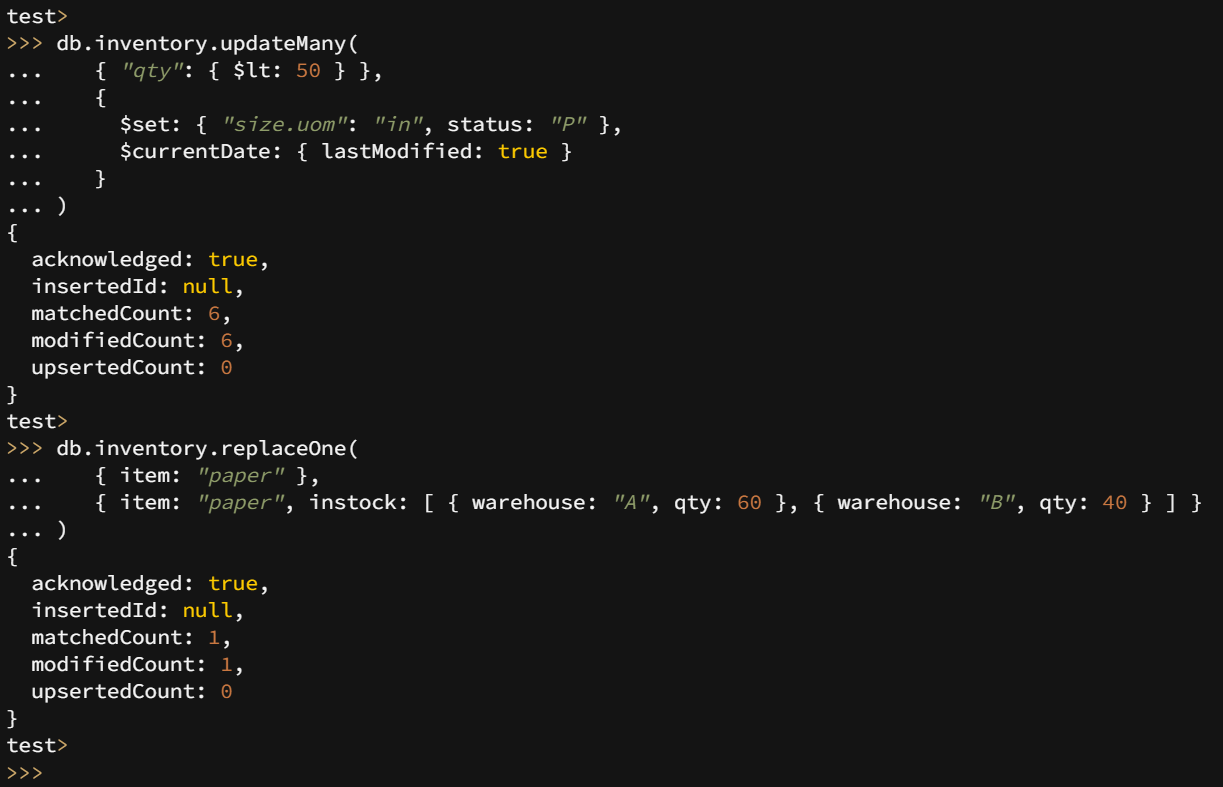 test>
>>> db.inventory.updateMany(
...    { "qty": { $lt: 50 } },
...    {
...      $set: { "size.uom": "in", status: "P" },
...      $currentDate: { lastModified: true }
...    }
... )
{
  acknowledged: true,
  insertedId: null,
  matchedCount: 6,
  modifiedCount: 6,
  upsertedCount: 0
}
test>
>>> db.inventory.replaceOne(
...    { item: "paper" },
...    { item: "paper", instock: [ { warehouse: "A", qty: 60 }, { warehouse: "B", qty: 40 } ] }
... )
{
  acknowledged: true,
  insertedId: null,
  matchedCount: 1,
  modifiedCount: 1,
  upsertedCount: 0
}
test>
>>>